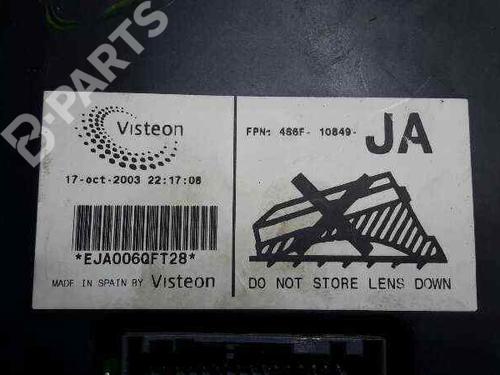 B-PARTS
Visteon
17-oct-2003 22:17:08
*EJA006QFT28*
MADE IN SPAIN BY Visteon
FPN: 4S6F- 10849- JA
DO NOT STORE LENS DOWN
B-PARTS